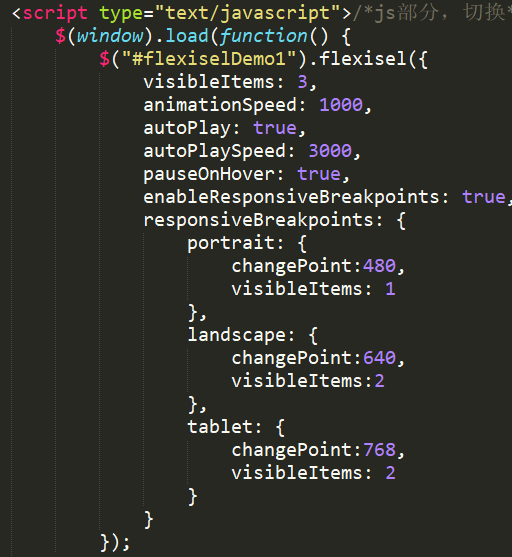 <script type="text/javascript">/*js部分，切换*
$(window).load(function() {
$("#flexiselDemo1").flexisel({
visibleItems: 3,
animationSpeed: 1000,
autoPlay: true,
autoPlaySpeed: 3000,
pauseOnHover: true,
enableResponsiveBreakpoints: true,
responsiveBreakpoints: {
portrait: {
changePoint:480,
visibleItems: 1
},
landscape: {
changePoint:640,
visibleItems:2
},
tablet: {
changePoint:768,
visibleItems: 2
}
}
});